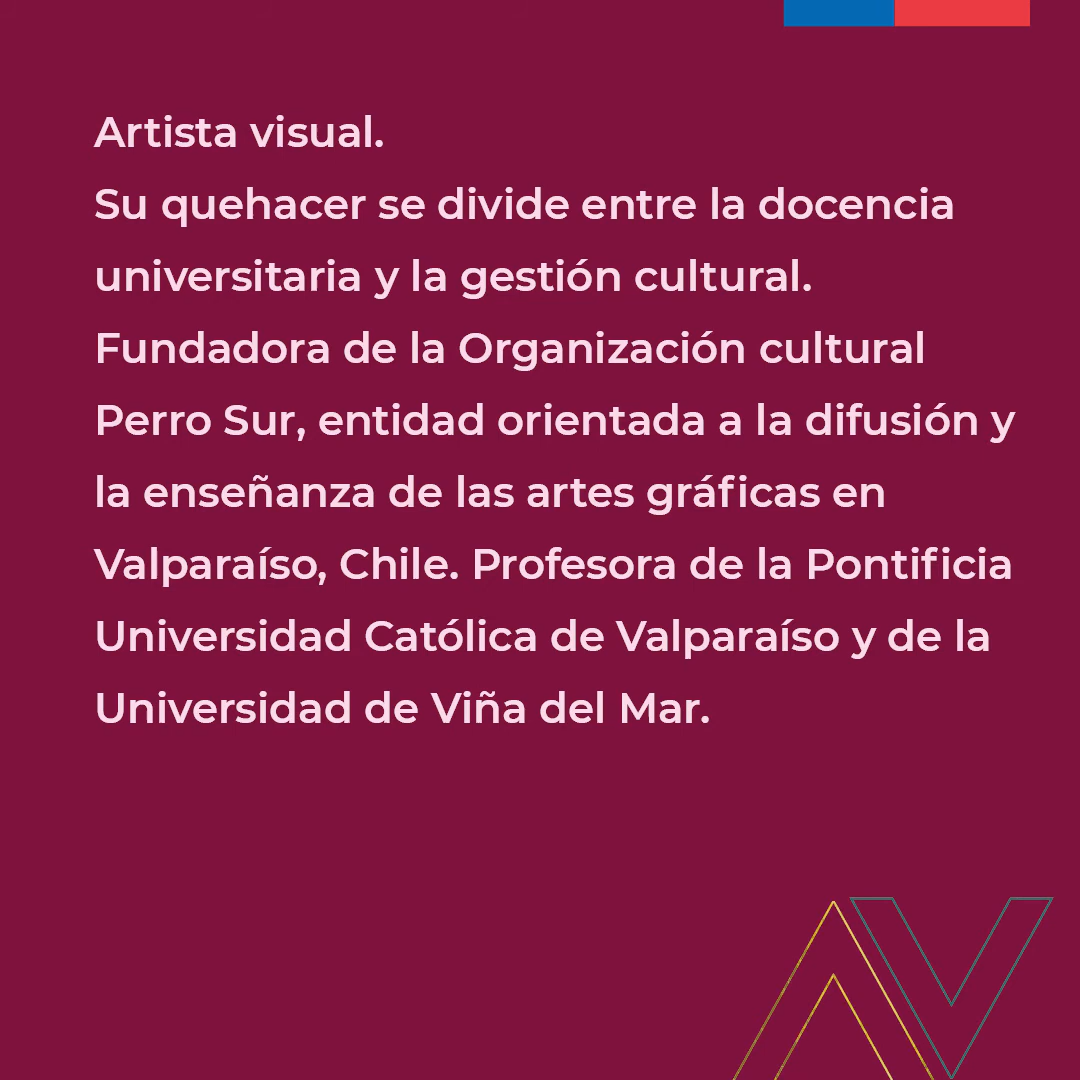 Artista visual.
Su quehacer se divide entre la docencia
universitaria y la gestión cultural.
Fundadora de la Organización cultural
Perro Sur, entidad orientada a la difusión y
la enseñanza de las artes gráficas en
Valparaíso, Chile. Profesora de la Pontificia
Universidad Católica de Valparaíso y de la
Universidad de Viña del Mar.
AV